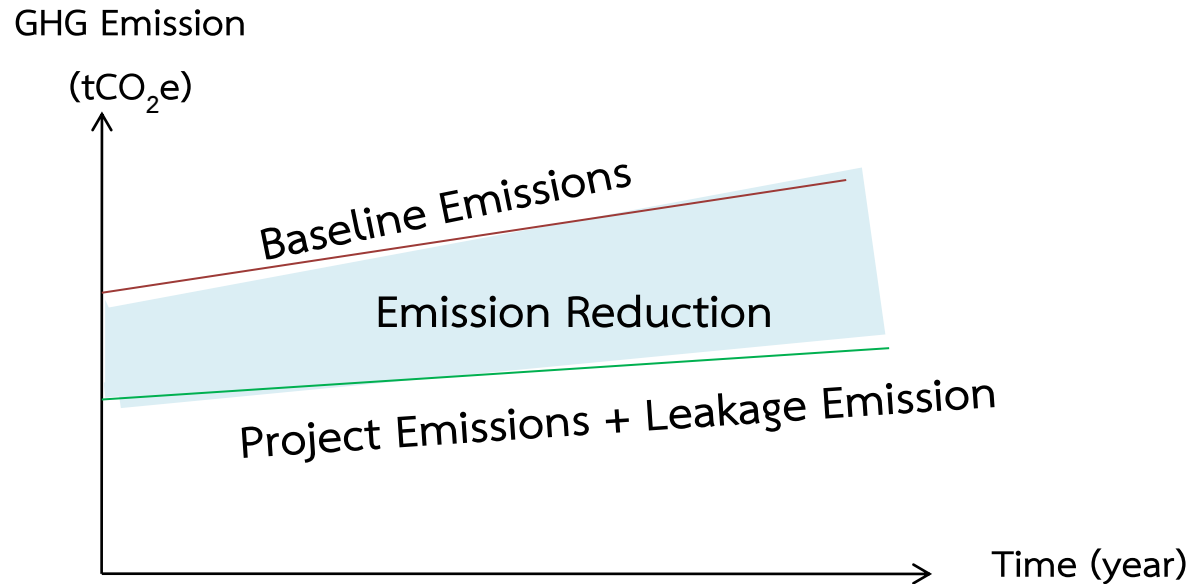 GHG Emission
(tCO₂e)
Baseline Emissions
Emission Reduction
Project Emissions + Leakage Emission
Time (year)